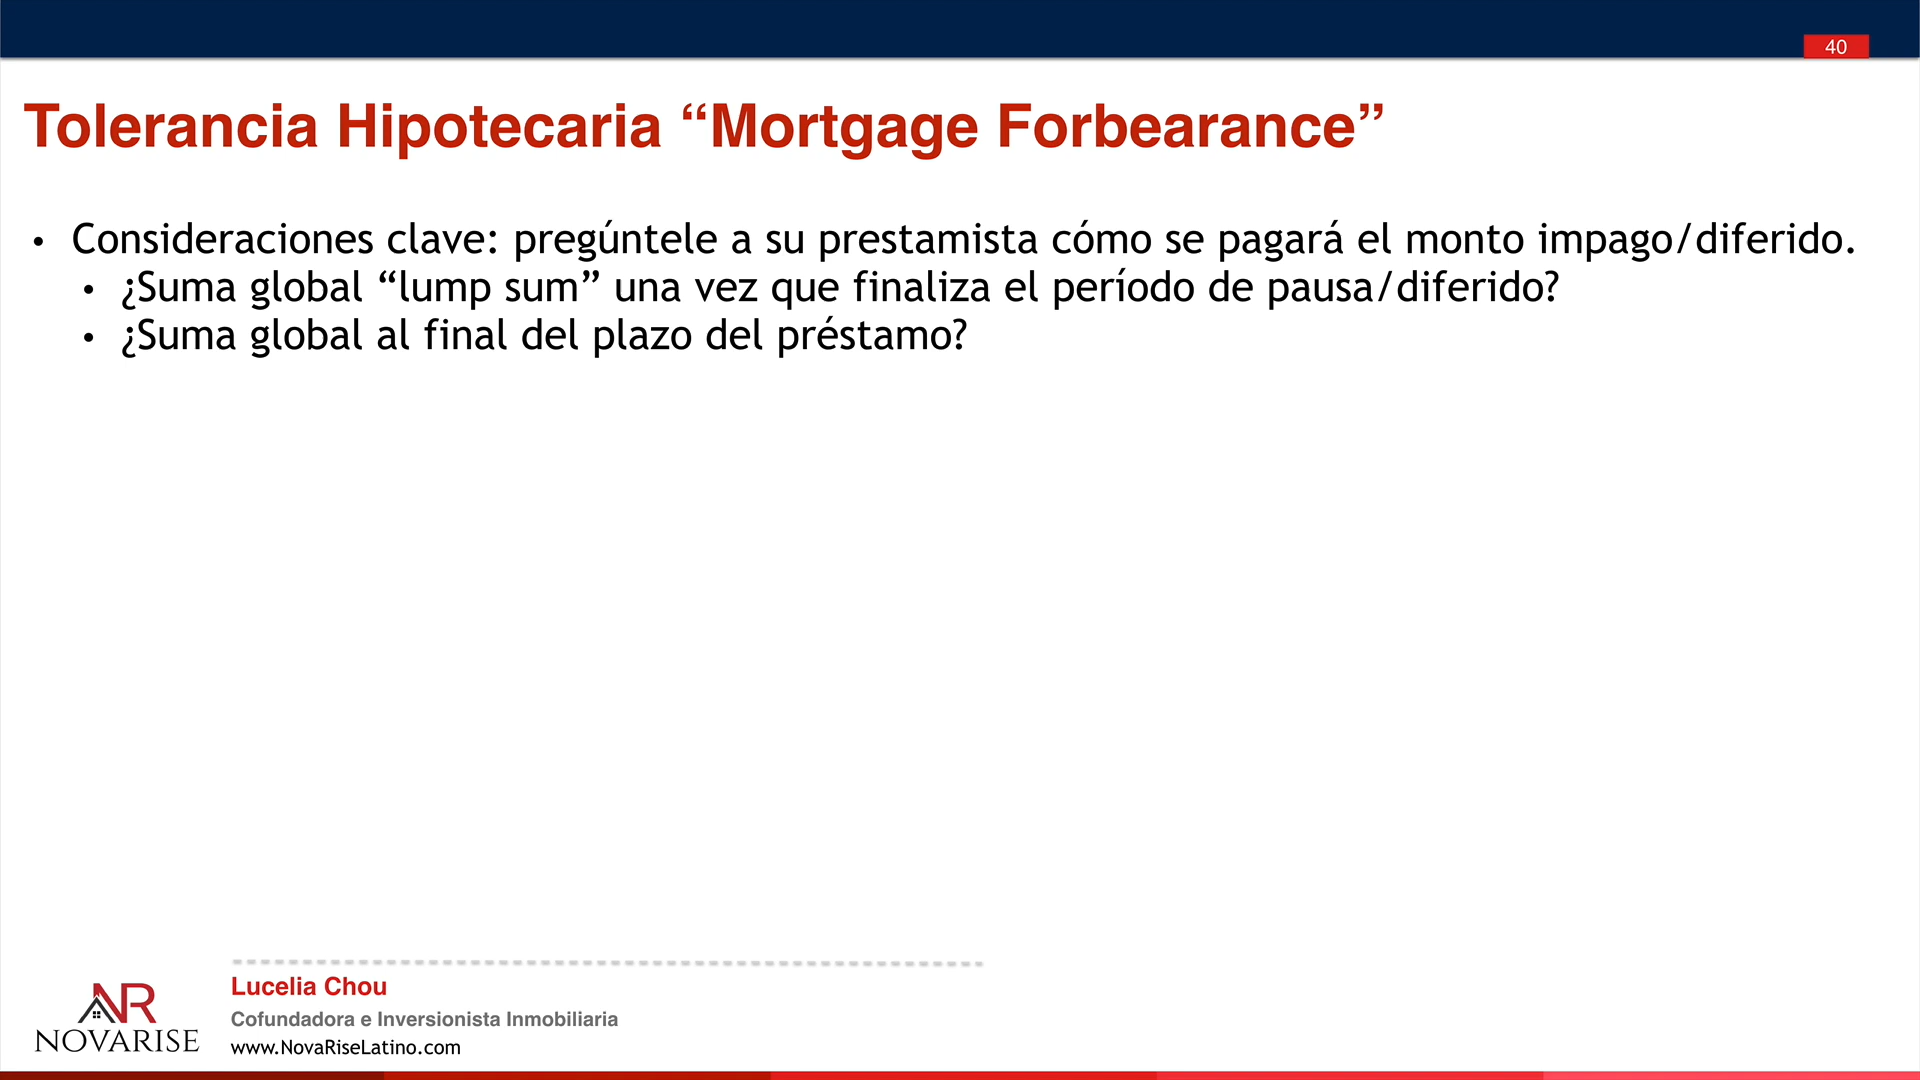 40
Tolerancia Hipotecaria “Mortgage Forbearance”
• Consideraciones clave: pregúntele a su prestamista cómo se pagará el monto impago/diferido.
• ¿Suma global “lump sum” una vez que finaliza el período de pausa/diferido?
• ¿Suma global al final del plazo del préstamo?
Lucelia Chou
Cofundadora e Inversionista Inmobiliaria
www.NovaRiseLatino.com
NR
NOVARISE